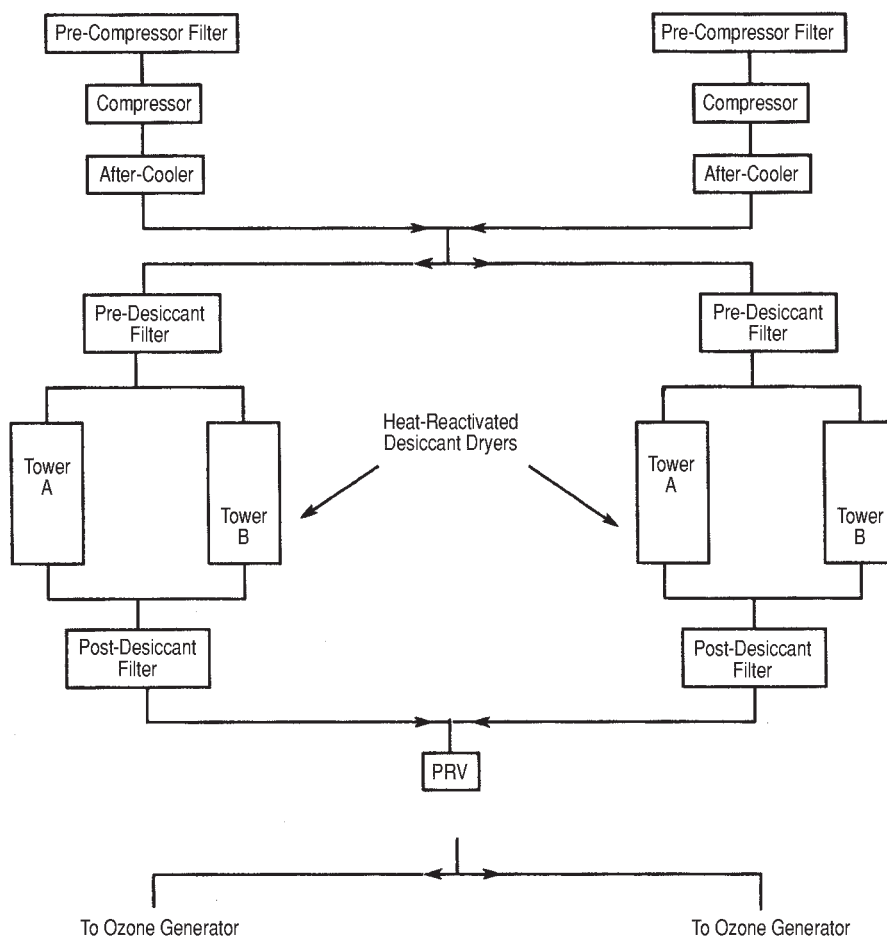 Pre-Compressor Filter
Pre-Compressor Filter
Compressor
Compressor
After-Cooler
After-Cooler
Pre-Desiccant
Filter
Pre-Desiccant
Filter
Heat-Reactivated
Desiccant Dryers
Tower
A
Tower
B
Tower
A
Tower
B
Post-Desiccant
Filter
Post-Desiccant
Filter
PRV
To Ozone Generator
To Ozone Generator